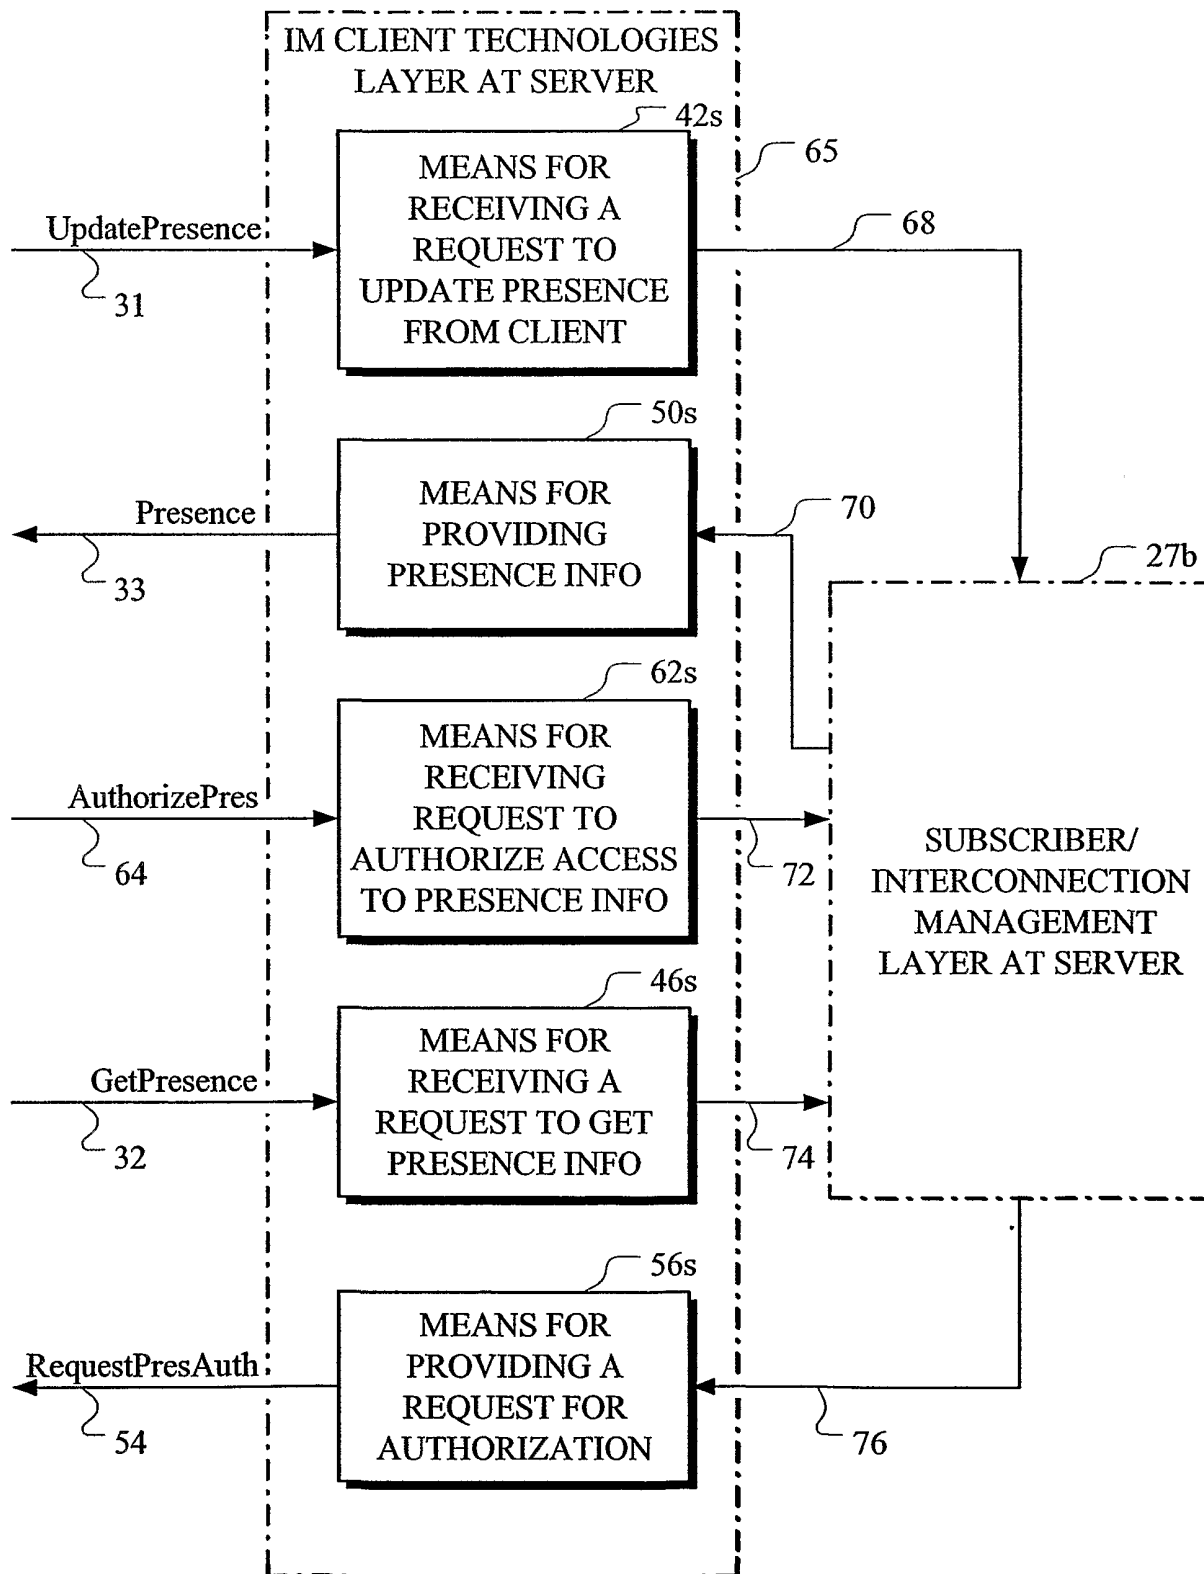 IM CLIENT TECHNOLOGIES
LAYER AT SERVER
42s
MEANS FOR
RECEIVING A
REQUEST TO
UPDATE PRESENCE
FROM CLIENT
65
UpdatePresence
31
68
50s
MEANS FOR
PROVIDING
PRESENCE INFO
Presence
33
70
27b
62s
MEANS FOR
RECEIVING
REQUEST TO
AUTHORIZE ACCESS
TO PRESENCE INFO
AuthorizePres
64
72
SUBSCRIBER/
INTERCONNECTION
MANAGEMENT
LAYER AT SERVER
46s
MEANS FOR
RECEIVING A
REQUEST TO GET
PRESENCE INFO
GetPresence
32
74
56s
MEANS FOR
PROVIDING A
REQUEST FOR
AUTHORIZATION
RequestPresAuth
54
76